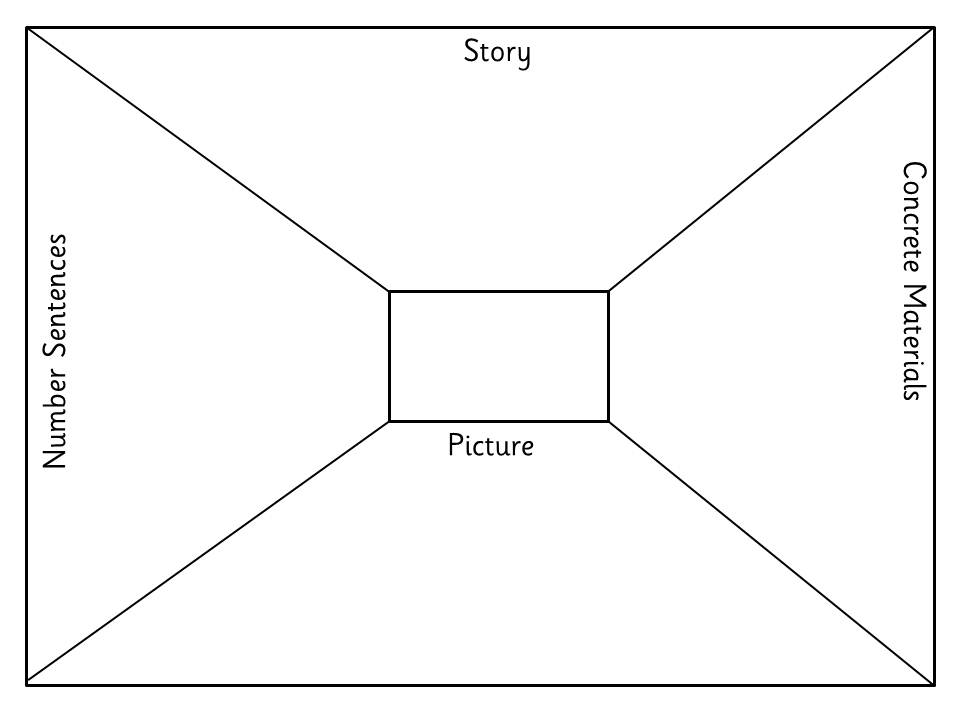 Story
Number Sentences
Concrete Materials
Picture